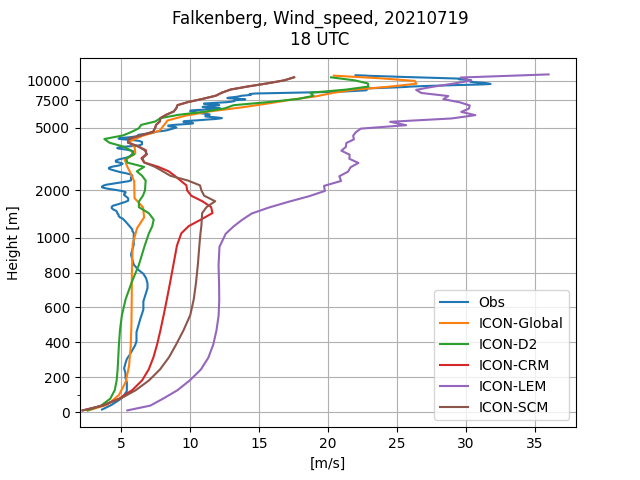 Falkenberg, Wind_speed, 20210719
18 UTC
Height [m]
10000
7500
5000
2000
1000
800
600
400
200
0
5
10
15
20
25
30
35
[m/s]
Obs
ICON-Global
ICON-D2
ICON-CRM
ICON-LEM
ICON-SCM